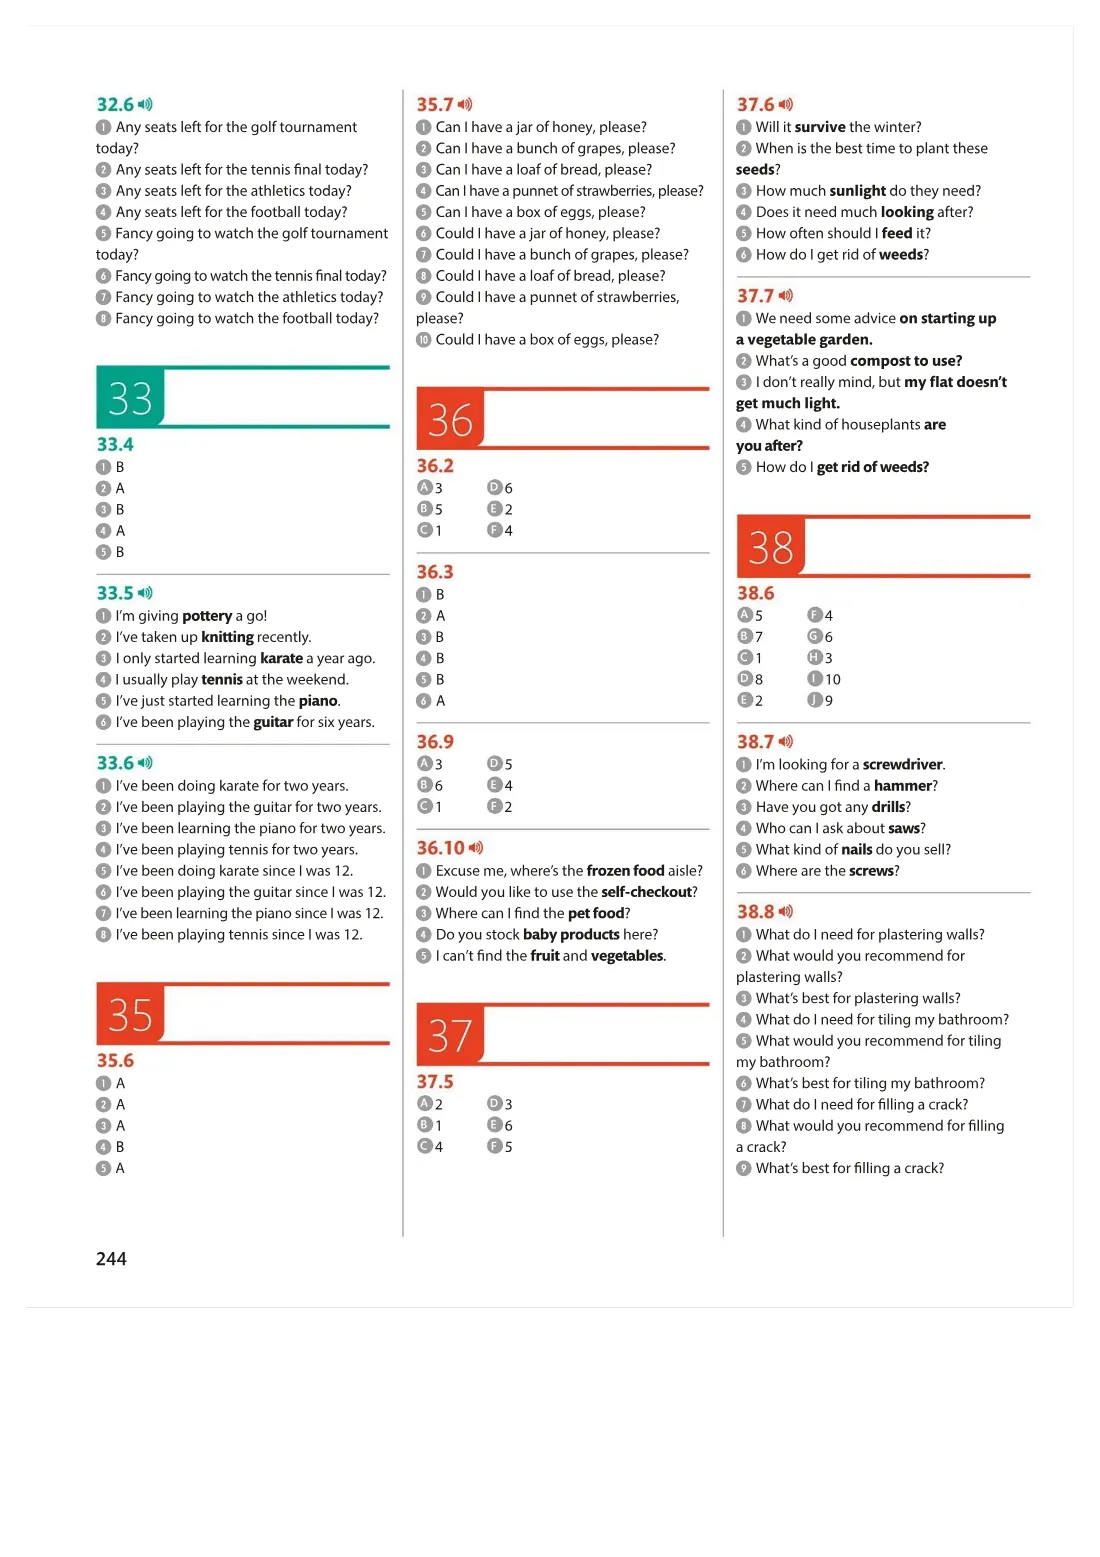 32.6
1 Any seats left for the golf tournament
today?
2 Any seats left for the tennis final today?
3 Any seats left for the athletics today?
4 Any seats left for the football today?
5 Fancy going to watch the golf tournament
today?
6 Fancy going to watch the tennis final today?
7 Fancy going to watch the athletics today?
8 Fancy going to watch the football today?
33
33.4
1 B
2 A
3 B
4 A
5 B
33.5
1 I’m giving pottery a go!
2 I’ve taken up knitting recently.
3 I only started learning karate a year ago.
4 I usually play tennis at the weekend.
5 I’ve just started learning the piano.
6 I’ve been playing the guitar for six years.
33.6
1 I’ve been doing karate for two years.
2 I’ve been playing the guitar for two years.
3 I’ve been learning the piano for two years.
4 I’ve been playing tennis for two years.
5 I’ve been doing karate since I was 12.
6 I’ve been playing the guitar since I was 12.
7 I’ve been learning the piano since I was 12.
8 I’ve been playing tennis since I was 12.
35
35.6
1 A
2 A
3 A
4 B
5 A
35.7
1 Can I have a jar of honey, please?
2 Can I have a bunch of grapes, please?
3 Can I have a loaf of bread, please?
4 Can I have a punnet of strawberries, please?
5 Can I have a box of eggs, please?
6 Could I have a jar of honey, please?
7 Could I have a bunch of grapes, please?
8 Could I have a loaf of bread, please?
9 Could I have a punnet of strawberries,
please?
10 Could I have a box of eggs, please?
36
36.2
A 3 D 6
B 5 E 2
C 1 F 4
36.3
1 B
2 A
3 B
4 B
5 B
6 A
36.9
A 3 D 5
B 6 E 4
C 1 F 2
36.10
1 Excuse me, where’s the frozen food aisle?
2 Would you like to use the self-checkout?
3 Where can I find the pet food?
4 Do you stock baby products here?
5 I can’t find the fruit and vegetables.
37
37.5
A 2 D 3
B 1 E 6
C 4 F 5
37.6
1 Will it survive the winter?
2 When is the best time to plant these
seeds?
3 How much sunlight do they need?
4 Does it need much looking after?
5 How often should I feed it?
6 How do I get rid of weeds?
37.7
1 We need some advice on starting up
a vegetable garden.
2 What’s a good compost to use?
3 I don’t really mind, but my flat doesn’t
get much light.
4 What kind of houseplants are
you after?
5 How do I get rid of weeds?
38
38.6
A 5 F 4
B 7 G 6
C 1 H 3
D 8 I 10
E 2 J 9
38.7
1 I’m looking for a screwdriver.
2 Where can I find a hammer?
3 Have you got any drills?
4 Who can I ask about saws?
5 What kind of nails do you sell?
6 Where are the screws?
38.8
1 What do I need for plastering walls?
2 What would you recommend for
plastering walls?
3 What’s best for plastering walls?
4 What do I need for tiling my bathroom?
5 What would you recommend for tiling
my bathroom?
6 What’s best for tiling my bathroom?
7 What do I need for filling a crack?
8 What would you recommend for filling
a crack?
9 What’s best for filling a crack?
244